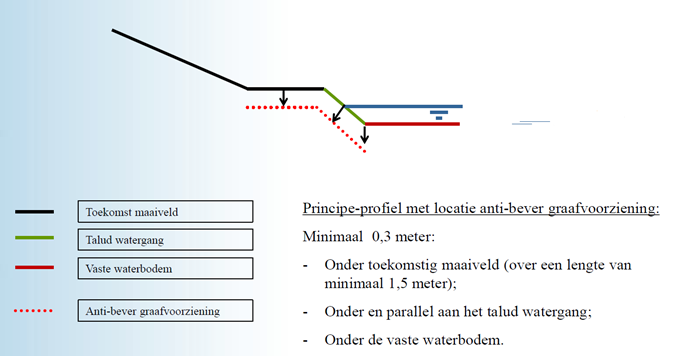 Toekomst maaiveld
Talud watergang
Vaste waterbodem
Anti-bever graafvoorziening
Principe-profiel met locatie anti-bever graafvoorziening:
Minimaal 0,3 meter:
- Onder toekomstig maaiveld (over een lengte van
minimaal 1,5 meter);
- Onder en parallel aan het talud watergang;
- Onder de vaste waterbodem.